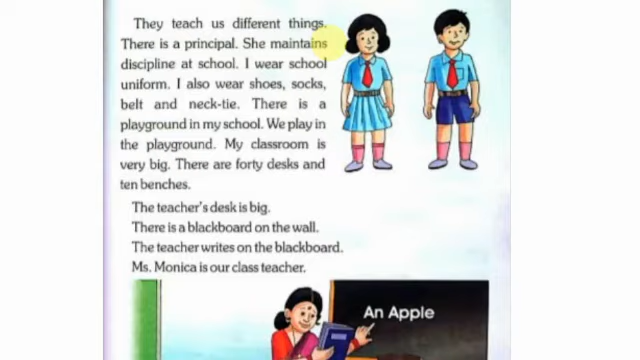 They teach us different things.
There is a principal. She maintains
discipline at school. I wear school
uniform. I also wear shoes, socks,
belt and neck-tie. There is a
playground in my school. We play in
the playground. My classroom is
very big. There are forty desks and
ten benches.
The teacher's desk is big.
There is a blackboard on the wall.
The teacher writes on the blackboard.
Ms. Monica is our class teacher.
An Apple